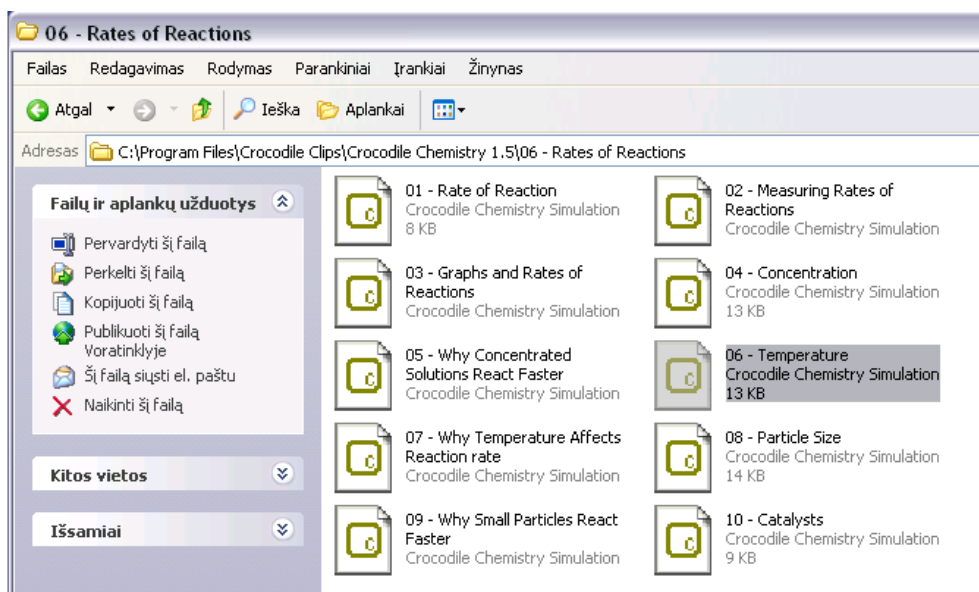 06 - Rates of Reactions
Failas Redagavimas Rodymas Parankiniai Įrankiai Žinynas
Atgal Ieška Aplankai
Adresas C:\Program Files\Crocodile Clips\Crocodile Chemistry 1.5\06 - Rates of Reactions
Failų ir aplankų užduotys
Pervardyti šį failą
Perkelti šį failą
Kopijuoti šį failą
Publikuoti šį failą
Voratinklyje
Šį failą siųsti el. paštu
Naikinti šį failą
Kitos vietos
Išsamiai
01 - Rate of Reaction
Crocodile Chemistry Simulation
8 KB
02 - Measuring Rates of
Reactions
Crocodile Chemistry Simulation
03 - Graphs and Rates of
Reactions
Crocodile Chemistry Simulation
04 - Concentration
Crocodile Chemistry Simulation
13 KB
05 - Why Concentrated
Solutions React Faster
Crocodile Chemistry Simulation
06 - Temperature
Crocodile Chemistry Simulation
13 KB
07 - Why Temperature Affects
Reaction rate
Crocodile Chemistry Simulation
08 - Particle Size
Crocodile Chemistry Simulation
14 KB
09 - Why Small Particles React
Faster
Crocodile Chemistry Simulation
10 - Catalysts
Crocodile Chemistry Simulation
9 KB